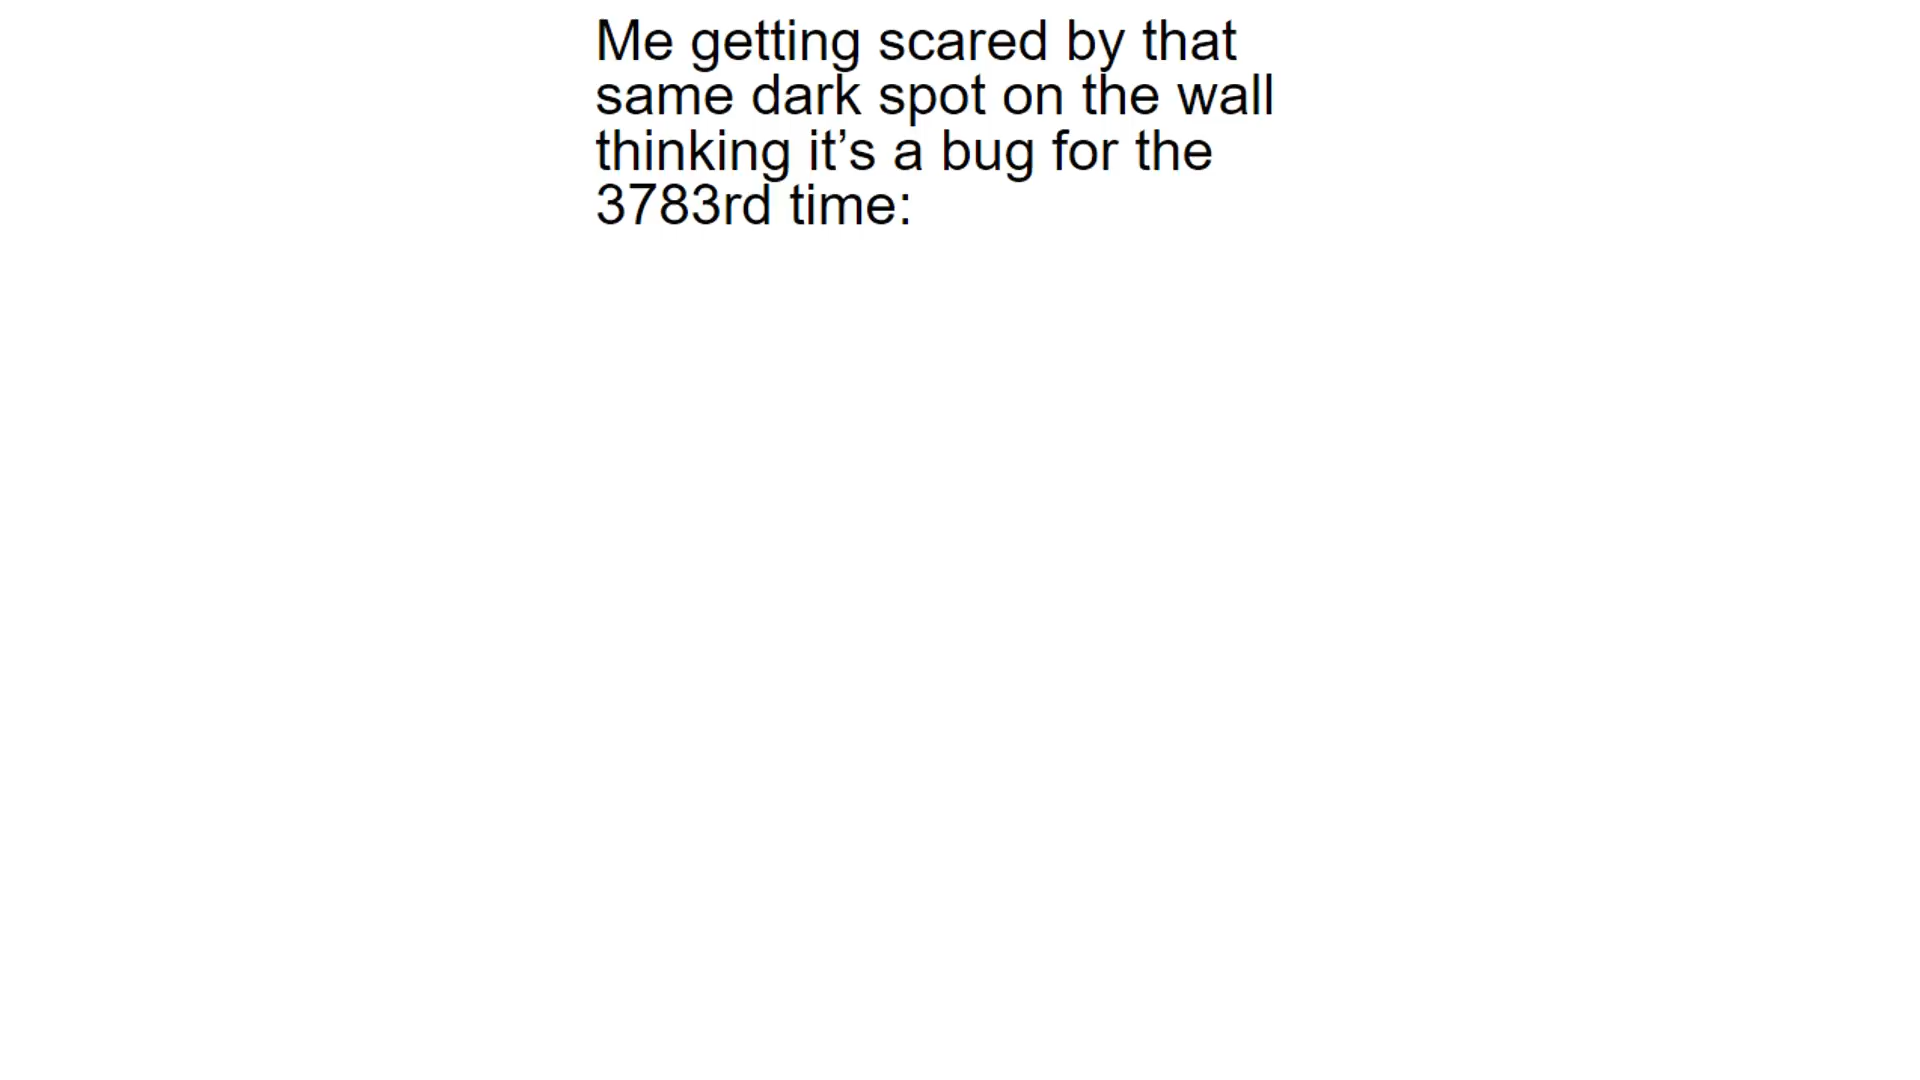 Me getting scared by that
same dark spot on the wall
thinking it’s a bug for the
3783rd time: